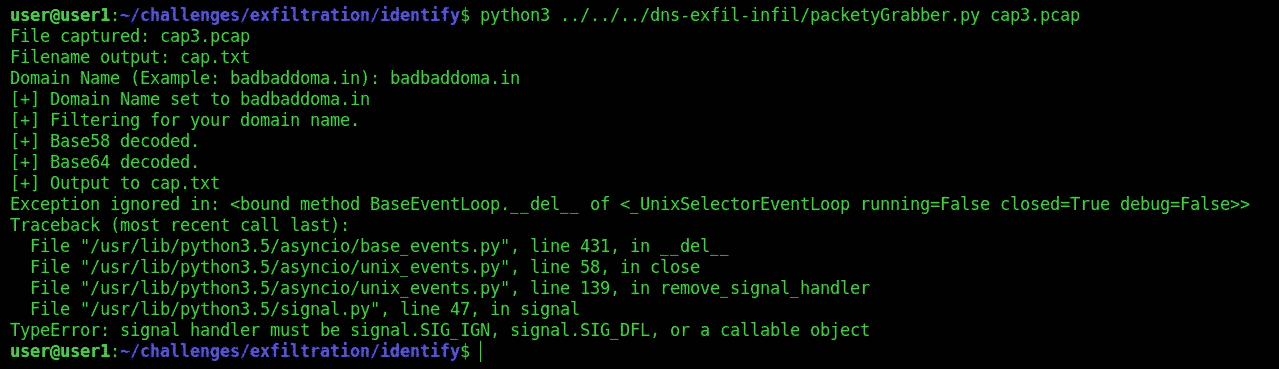 user@user1:~/challenges/exfiltration/identify$ python3 ../../../dns-exfil-infil/packetyGrabber.py cap3.pcap
File captured: cap3.pcap
Filename output: cap.txt
Domain Name (Example: badbaddoma.in): badbaddoma.in
[+] Domain Name set to badbaddoma.in
[+] Filtering for your domain name.
[+] Base58 decoded.
[+] Base64 decoded.
[+] Output to cap.txt
Exception ignored in: <bound method BaseEventLoop.__del__ of <_UnixSelectorEventLoop running=False closed=True debug=False>>
Traceback (most recent call last):
  File "/usr/lib/python3.5/asyncio/base_events.py", line 431, in __del__
  File "/usr/lib/python3.5/asyncio/unix_events.py", line 58, in close
  File "/usr/lib/python3.5/asyncio/unix_events.py", line 139, in remove_signal_handler
  File "/usr/lib/python3.5/signal.py", line 47, in signal
TypeError: signal handler must be signal.SIG_IGN, signal.SIG_DFL, or a callable object
user@user1:~/challenges/exfiltration/identify$